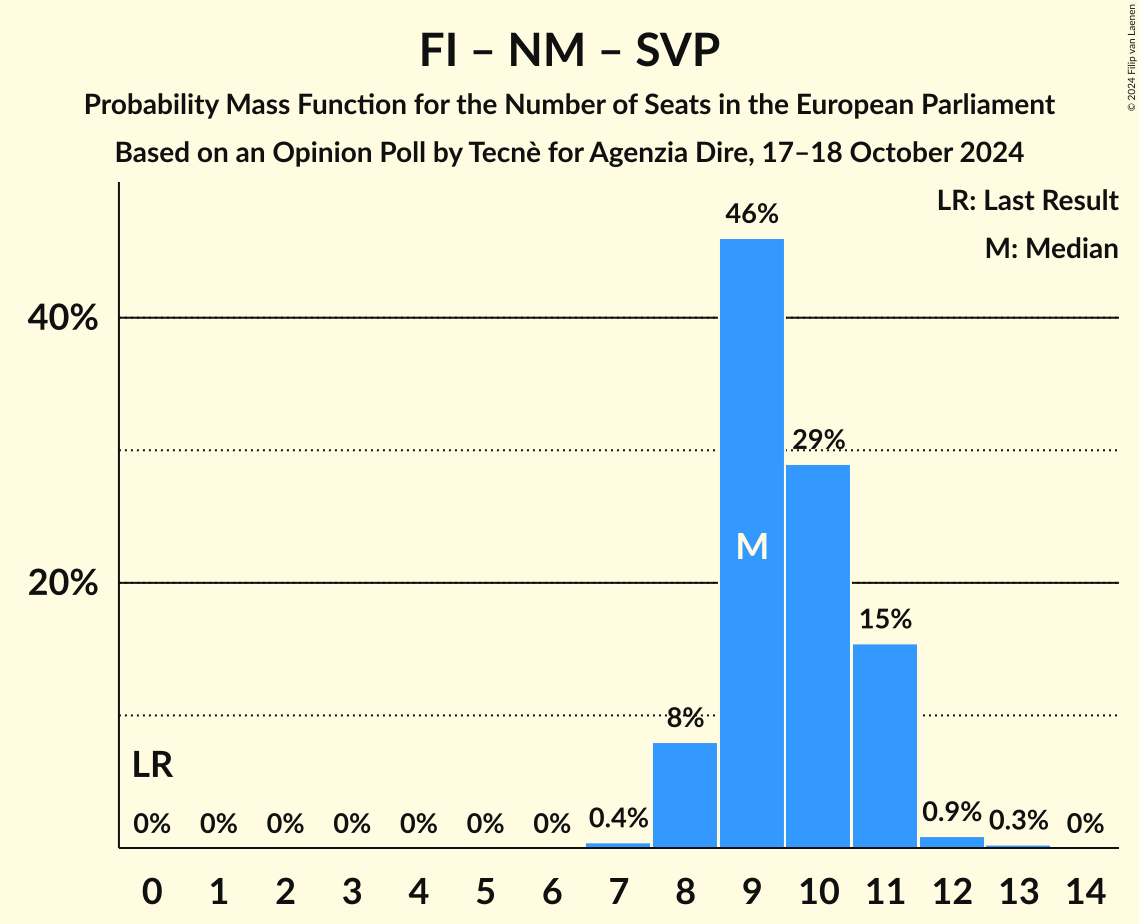 FI – NM – SVP
Probability Mass Function for the Number of Seats in the European Parliament
Based on an Opinion Poll by Tecnè for Agenzia Dire, 17–18 October 2024
© 2024 Filip van Laenen
LR: Last Result
M: Median
46%
40%
29%
M
20%
15%
8%
LR
0% 0% 0% 0% 0% 0% 0% 0.4% 0.9% 0.3% 0%
0 1 2 3 4 5 6 7 8 9 10 11 12 13 14